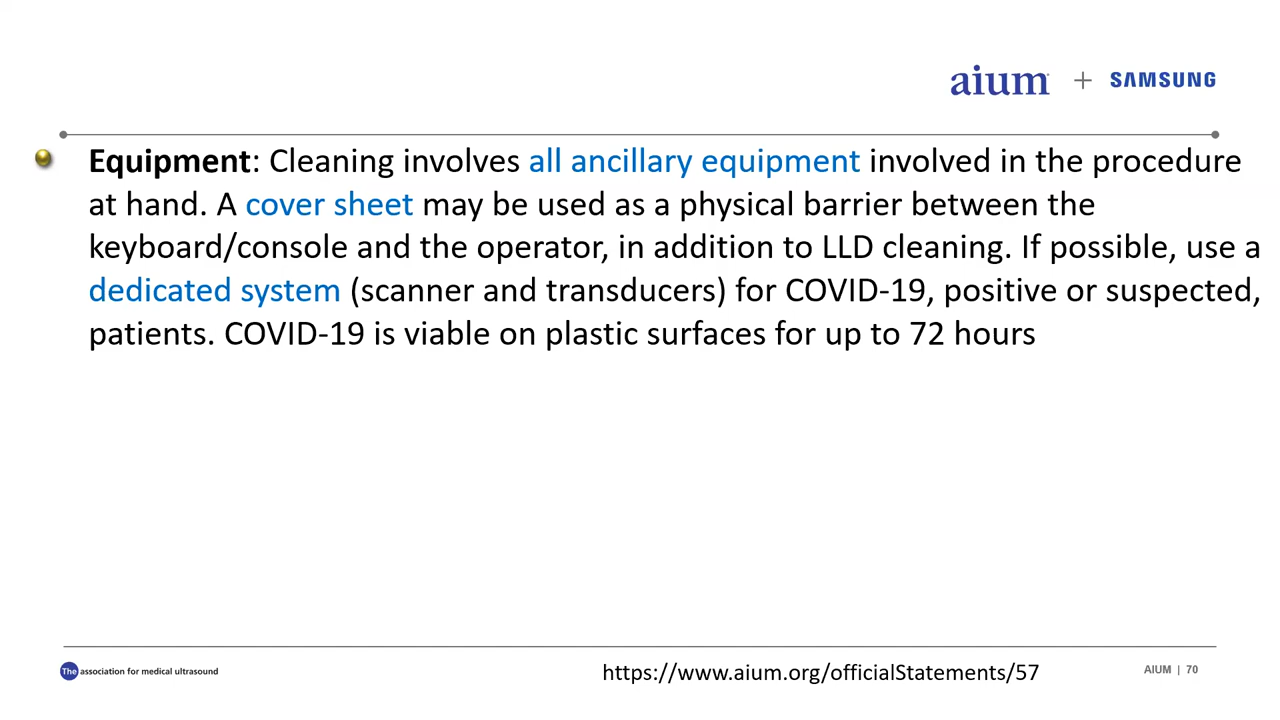 aium + SAMSUNG
Equipment: Cleaning involves all ancillary equipment involved in the procedure
at hand. A cover sheet may be used as a physical barrier between the
keyboard/console and the operator, in addition to LLD cleaning. If possible, use a
dedicated system (scanner and transducers) for COVID-19, positive or suspected,
patients. COVID-19 is viable on plastic surfaces for up to 72 hours
The association for medical ultrasound
https://www.aium.org/officialStatements/57
AIUM | 70